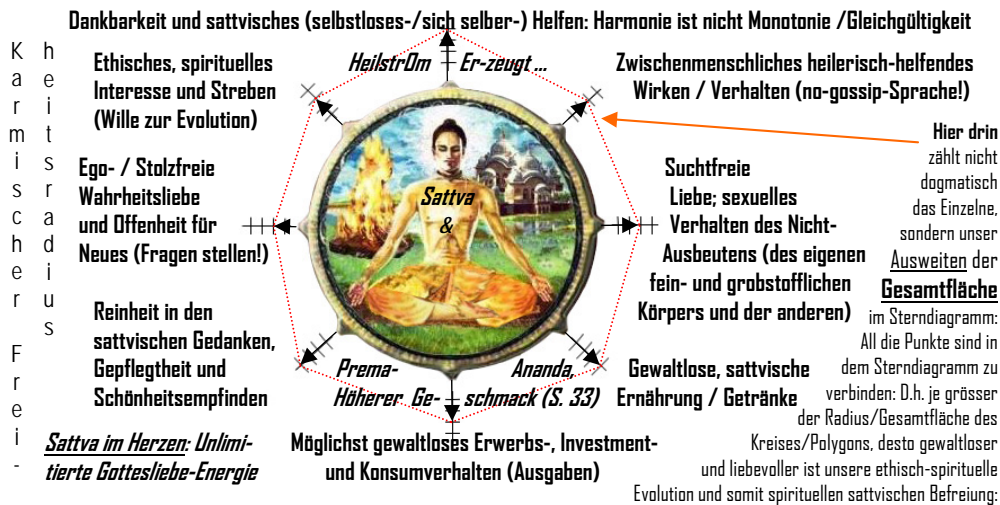 Dankbarkeit und sattvisches (selbstloses-/sich selber-) Helfen: Harmonie ist nicht Monotonie /Gleichgültigkeit
Karmischer Frei-
heitsradius
Ethisches, spirituelles
Interesse und Streben
(Wille zur Evolution)
HeilstrOm Er-zeugt ...
Zwischenmenschliches heilerisch-helfendes
Wirken / Verhalten (no-gossip-Sprache!)
Ego- / Stolzfreie
Wahrheitsliebe
und Offenheit für
Neues (Fragen stellen!)
Sattva
&
Suchtfreie
Liebe; sexuelles
Verhalten des Nicht-
Ausbeutens (des eigenen
fein- und grobstofflichen
Körpers und der anderen)
Reinheit in den
sattvischen Gedanken,
Gepflegtheit und
Schönheitsempfinden
Prema- Ananda,
Höherer Ge- schmack (S. 33)
Gewaltlose, sattvische
Ernährung / Getränke
Sattva im Herzen: Unlimi-
tierte Gottesliebe-Energie
Möglichst gewaltloses Erwerbs-, Investment-
und Konsumverhalten (Ausgaben)
Hier drin
zählt nicht
dogmatisch
das Einzelne,
sondern unser
Ausweiten der
Gesamtfläche
im Sterndiagramm:
All die Punkte sind in
dem Sterndiagramm zu
verbinden: D.h. je grösser
der Radius/Gesamtfläche des
Kreises/Polygons, desto gewaltloser
und liebevoller ist unsere ethisch-spirituelle
Evolution und somit spirituellen sattvischen Befreiung: